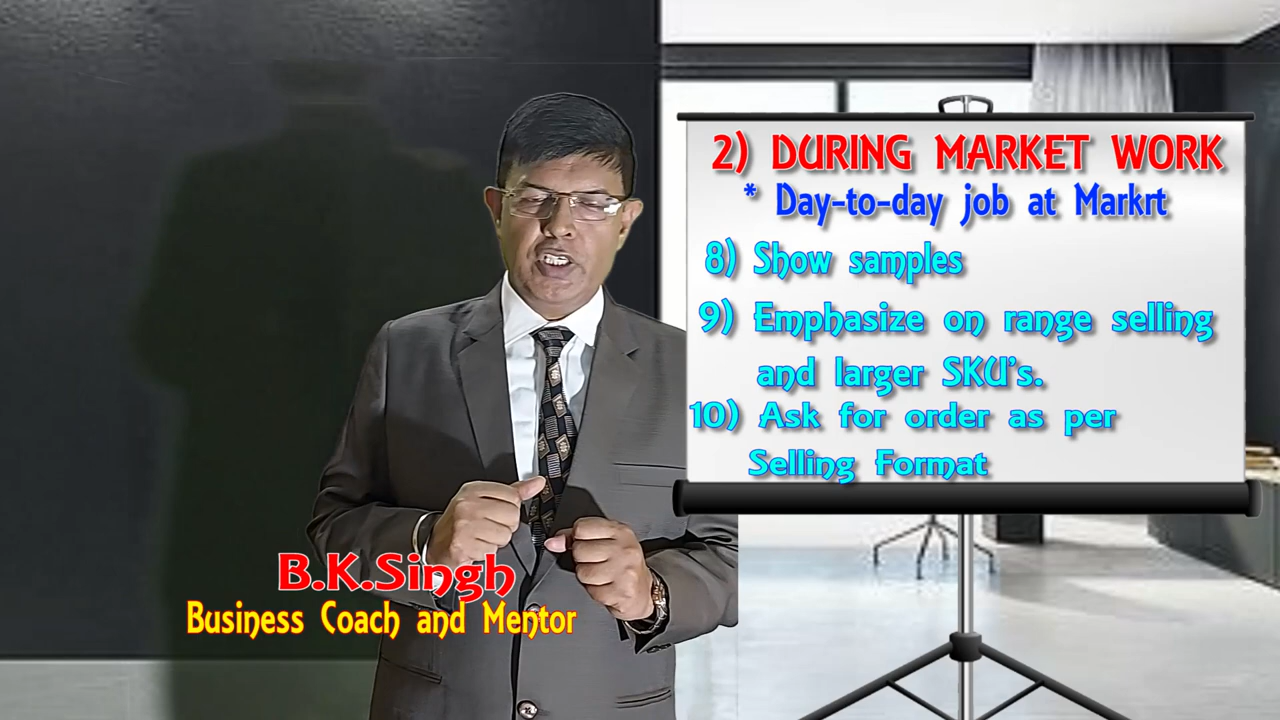 2) DURING MARKET WORK
* Day-to-day job at Markrt
8) Show samples
9) Emphasize on range selling
and larger SKU's.
10) Ask for order as per
Selling Format
B.K.Singh
Business Coach and Mentor